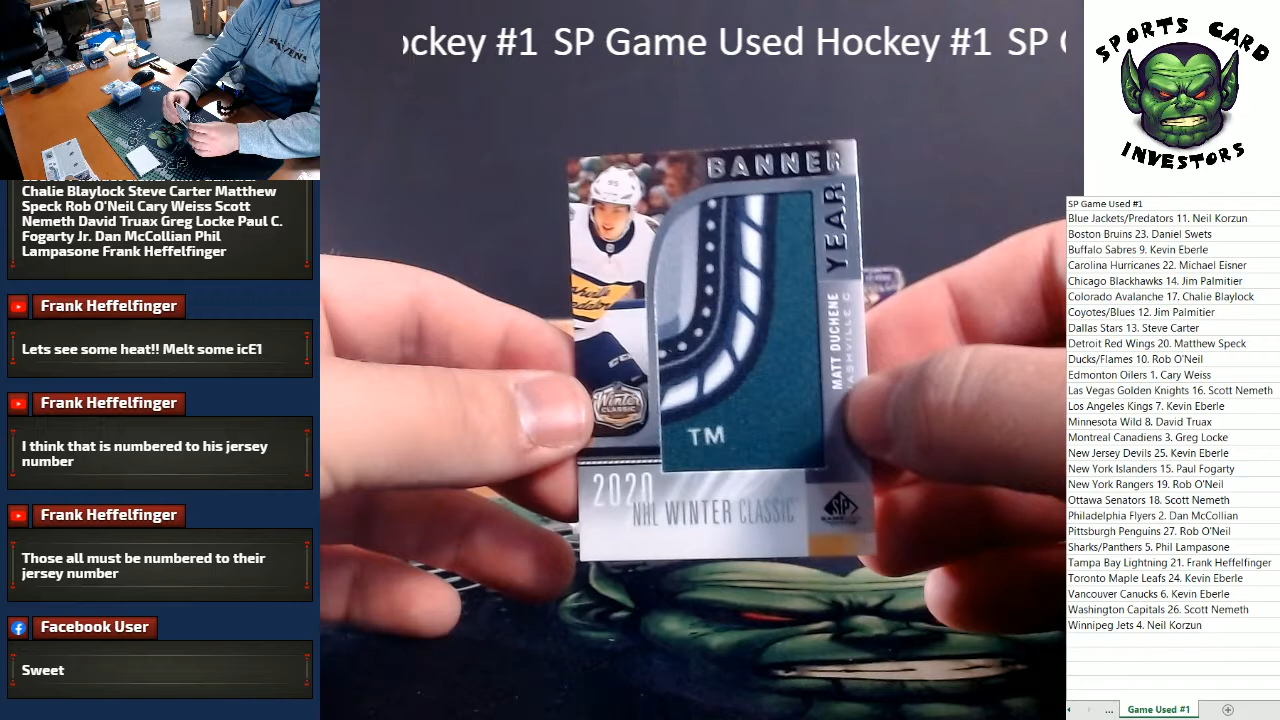 ockey #1 SP Game Used Hockey #1 SP
SPORTS CARD
INVESTORS
Chalie Blaylock Steve Carter Matthew
Speck Rob O'Neil Cary Weiss Scott
Nemeth David Truax Greg Locke Paul C.
Fogarty Jr. Dan McCollian Phil
Lampasone Frank Heffelfinger
Frank Heffelfinger
Lets see some heat!! Melt some icE1
Frank Heffelfinger
I think that is numbered to his jersey
number
Frank Heffelfinger
Those all must be numbered to their
jersey number
Facebook User
Sweet
BANNER
YEAR
MATT DUCHENE
NASHVILLE C
Winter
CLASSIC
TM
2020
NHL WINTER CLASSIC
SP
SP Game Used #1
Blue Jackets/Predators 11. Neil Korzun
Boston Bruins 23. Daniel Swets
Buffalo Sabres 9. Kevin Eberle
Carolina Hurricanes 22. Michael Eisner
Chicago Blackhawks 14. Jim Palmitier
Colorado Avalanche 17. Chalie Blaylock
Coyotes/Blues 12. Jim Palmitier
Dallas Stars 13. Steve Carter
Detroit Red Wings 20. Matthew Speck
Ducks/Flames 10. Rob O'Neil
Edmonton Oilers 1. Cary Weiss
Las Vegas Golden Knights 16. Scott Nemeth
Los Angeles Kings 7. Kevin Eberle
Minnesota Wild 8. David Truax
Montreal Canadiens 3. Greg Locke
New Jersey Devils 25. Kevin Eberle
New York Islanders 15. Paul Fogarty
New York Rangers 19. Rob O'Neil
Ottawa Senators 18. Scott Nemeth
Philadelphia Flyers 2. Dan McCollian
Pittsburgh Penguins 27. Rob O'Neil
Sharks/Panthers 5. Phil Lampasone
Tampa Bay Lightning 21. Frank Heffelfinger
Toronto Maple Leafs 24. Kevin Eberle
Vancouver Canucks 6. Kevin Eberle
Washington Capitals 26. Scott Nemeth
Winnipeg Jets 4. Neil Korzun
... Game Used #1